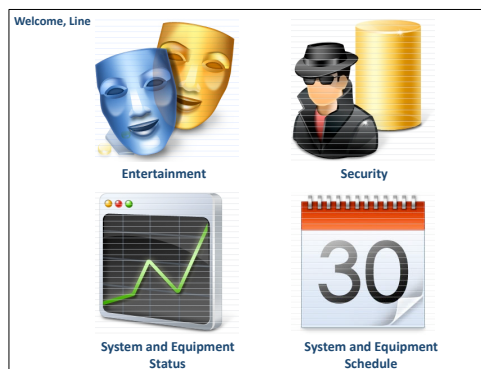 Welcome, Line
Entertainment
Security
30
System and Equipment
Status
System and Equipment
Schedule